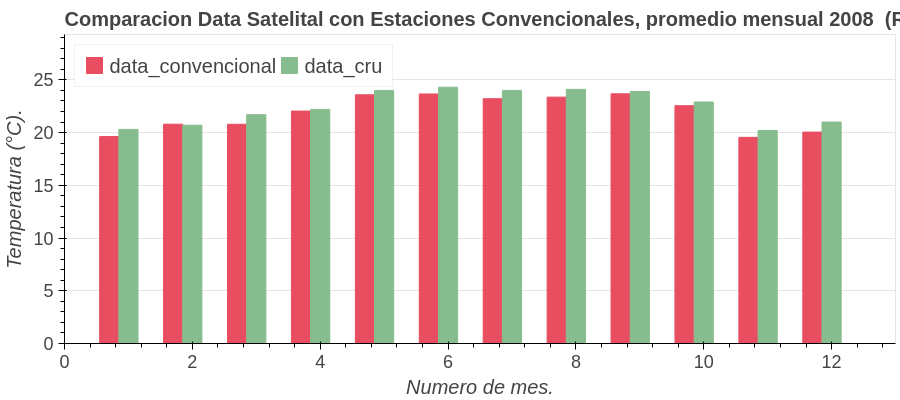 Comparacion Data Satelital con Estaciones Convencionales, promedio mensual 2008 (R
data_convencional data_cru
Temperatura (°C).
25
20
15
10
5
0
0 2 4 6 8 10 12
Numero de mes.